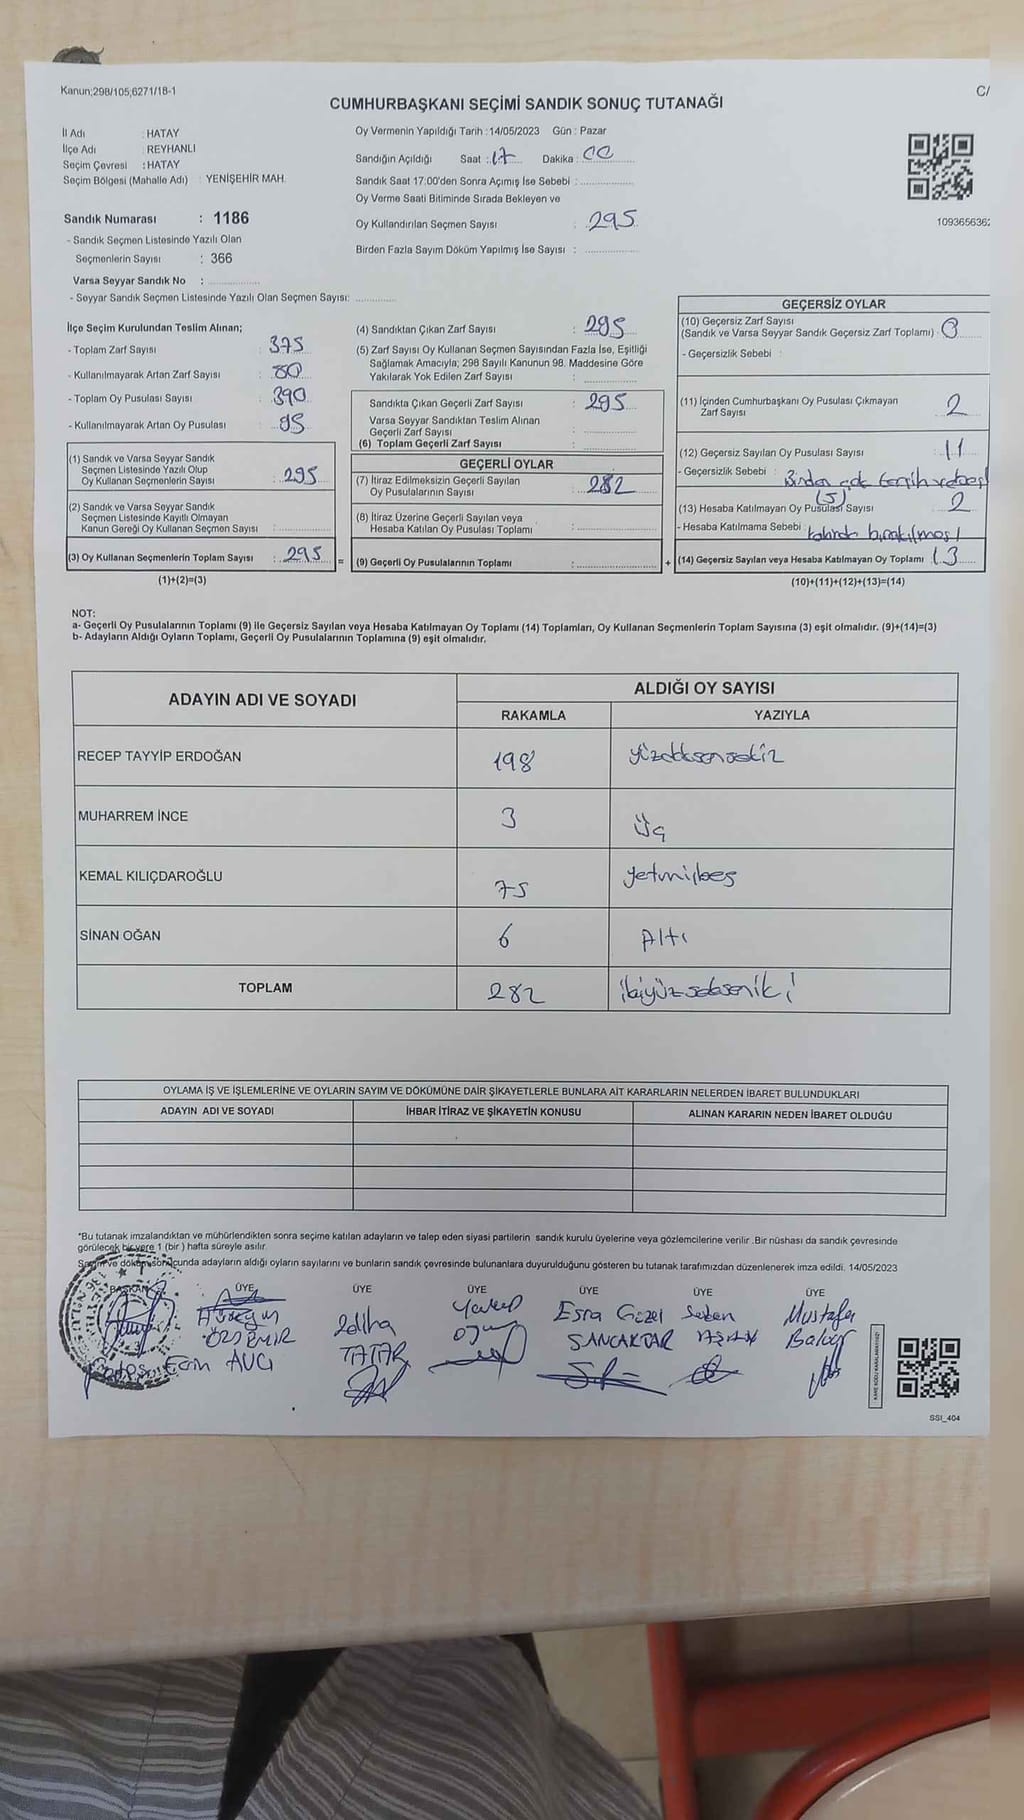 Kanun;298/105;6271/18-1
C/
CUMHURBAŞKANI SEÇİMİ SANDIK SONUÇ TUTANAĞI
İl Adı : HATAY
İlçe Adı : REYHANLI
Seçim Çevresi : HATAY
Seçim Bölgesi (Mahalle Adı) : YENİŞEHİR MAH.
Sandık Numarası : 1186
- Sandık Seçmen Listesinde Yazılı Olan
Seçmenlerin Sayısı : 366
Varsa Seyyar Sandık No :
- Seyyar Sandık Seçmen Listesinde Yazılı Olan Seçmen Sayısı:
Oy Vermenin Yapıldığı Tarih : 14/05/2023 Gün : Pazar
Sandığın Açıldığı Saat : 17 Dakika : 00
Sandık Saat 17:00'den Sonra Açımış İse Sebebi :
Oy Verme Saati Bitiminde Sırada Bekleyen ve
Oy Kullandırılan Seçmen Sayısı : 295
Birden Fazla Sayım Döküm Yapılmış İse Sayısı :
109365636
İlçe Seçim Kurulundan Teslim Alınan;
- Toplam Zarf Sayısı : 375
- Kullanılmayarak Artan Zarf Sayısı : 80
- Toplam Oy Pusulası Sayısı : 390
- Kullanılmayarak Artan Oy Pusulası : 95
(1) Sandık ve Varsa Seyyar Sandık
Seçmen Listesinde Yazılı Olup
Oy Kullanan Seçmenlerin Sayısı : 295
(2) Sandık ve Varsa Seyyar Sandık
Seçmen Listesinde Kayıtlı Olmayan
Kanun Gereği Oy Kullanan Seçmen Sayısı :
(3) Oy Kullanan Seçmenlerin Toplam Sayısı : 295 =
(1)+(2)=(3)
(4) Sandıktan Çıkan Zarf Sayısı : 295
(5) Zarf Sayısı Oy Kullanan Seçmen Sayısından Fazla İse, Eşitliği
Sağlamak Amacıyla; 298 Sayılı Kanunun 98. Maddesine Göre
Yakılarak Yok Edilen Zarf Sayısı :
Sandıkta Çıkan Geçerli Zarf Sayısı : 295
Varsa Seyyar Sandıktan Teslim Alınan
Geçerli Zarf Sayısı :
(6) Toplam Geçerli Zarf Sayısı :
GEÇERLİ OYLAR
(7) İtiraz Edilmeksizin Geçerli Sayılan
Oy Pusulalarının Sayısı : 282
(8) İtiraz Üzerine Geçerli Sayılan veya
Hesaba Katılan Oy Pusulaları Toplamı :
(9) Geçerli Oy Pusulalarının Toplamı : +
GEÇERSİZ OYLAR
(10) Geçersiz Zarf Sayısı
(Sandık ve Varsa Seyyar Sandık Geçersiz Zarf Toplamı) : 0
- Geçersizlik Sebebi :
(11) İçinden Cumhurbaşkanı Oy Pusulası Çıkmayan
Zarf Sayısı : 2
(12) Geçersiz Sayılan Oy Pusulası Sayısı : 11
- Geçersizlik Sebebi : Birden çok tercih
(5)
(13) Hesaba Katılmayan Oy Pusulası Sayısı 2
- Hesaba Katılmama Sebebi :
(14) Geçersiz Sayılan veya Hesaba Katılmayan Oy Toplamı 13
(10)+(11)+(12)+(13)=(14)
NOT:
a- Geçerli Oy Pusulalarının Toplamı (9) ile Geçersiz Sayılan veya Hesaba Katılmayan Oy Toplamı (14) Toplamları, Oy Kullanan Seçmenlerin Toplam Sayısına (3) eşit olmalıdır. (9)+(14)=(3)
b- Adayların Aldığı Oyların Toplamı, Geçerli Oy Pusulalarının Toplamına (9) eşit olmalıdır.
ADAYIN ADI VE SOYADI ALDIĞI OY SAYISI
RAKAMLA YAZIYLA
RECEP TAYYİP ERDOĞAN 198 yüzdoksansekiz
MUHARREM İNCE 3 üç
KEMAL KILIÇDAROĞLU 75 yetmişbeş
SİNAN OĞAN 6 Altı
TOPLAM 282 ikiyüzsekseniki
OYLAMA İŞ VE İŞLEMLERİNE VE OYLARIN SAYIM VE DÖKÜMÜNE DAİR ŞİKAYETLERLE BUNLARA AİT KARARLARIN NELERDEN İBARET BULUNDUKLARI
ADAYIN ADI VE SOYADI İHBAR İTİRAZ VE ŞİKAYETİN KONUSU ALINAN KARARIN NEDEN İBARET OLDUĞU
*Bu tutanak imzalandıktan ve mühürlendikten sonra seçime katılan adayların ve talep eden siyasi partilerin sandık kurulu üyelerine veya gözlemcilerine verilir .Bir nüshası da sandık çevresinde
görülecek bir yere 1 (bir ) hafta süreyle asılır.
Sayım ve döküm sonucunda adayların aldığı oyların sayılarını ve bunların sandık çevresinde bulunanlara duyurulduğunu gösteren bu tutanak tarafımızdan düzenlenerek imza edildi. 14/05/2023
BAŞKAN ÜYE ÜYE ÜYE ÜYE ÜYE ÜYE
Hüseyin ÖZDEMİR
Ecrin AVCI
Zeliha TATAR
Yakup
Esra Güzel SANCAKTAR
Mustafa
SSİ_404